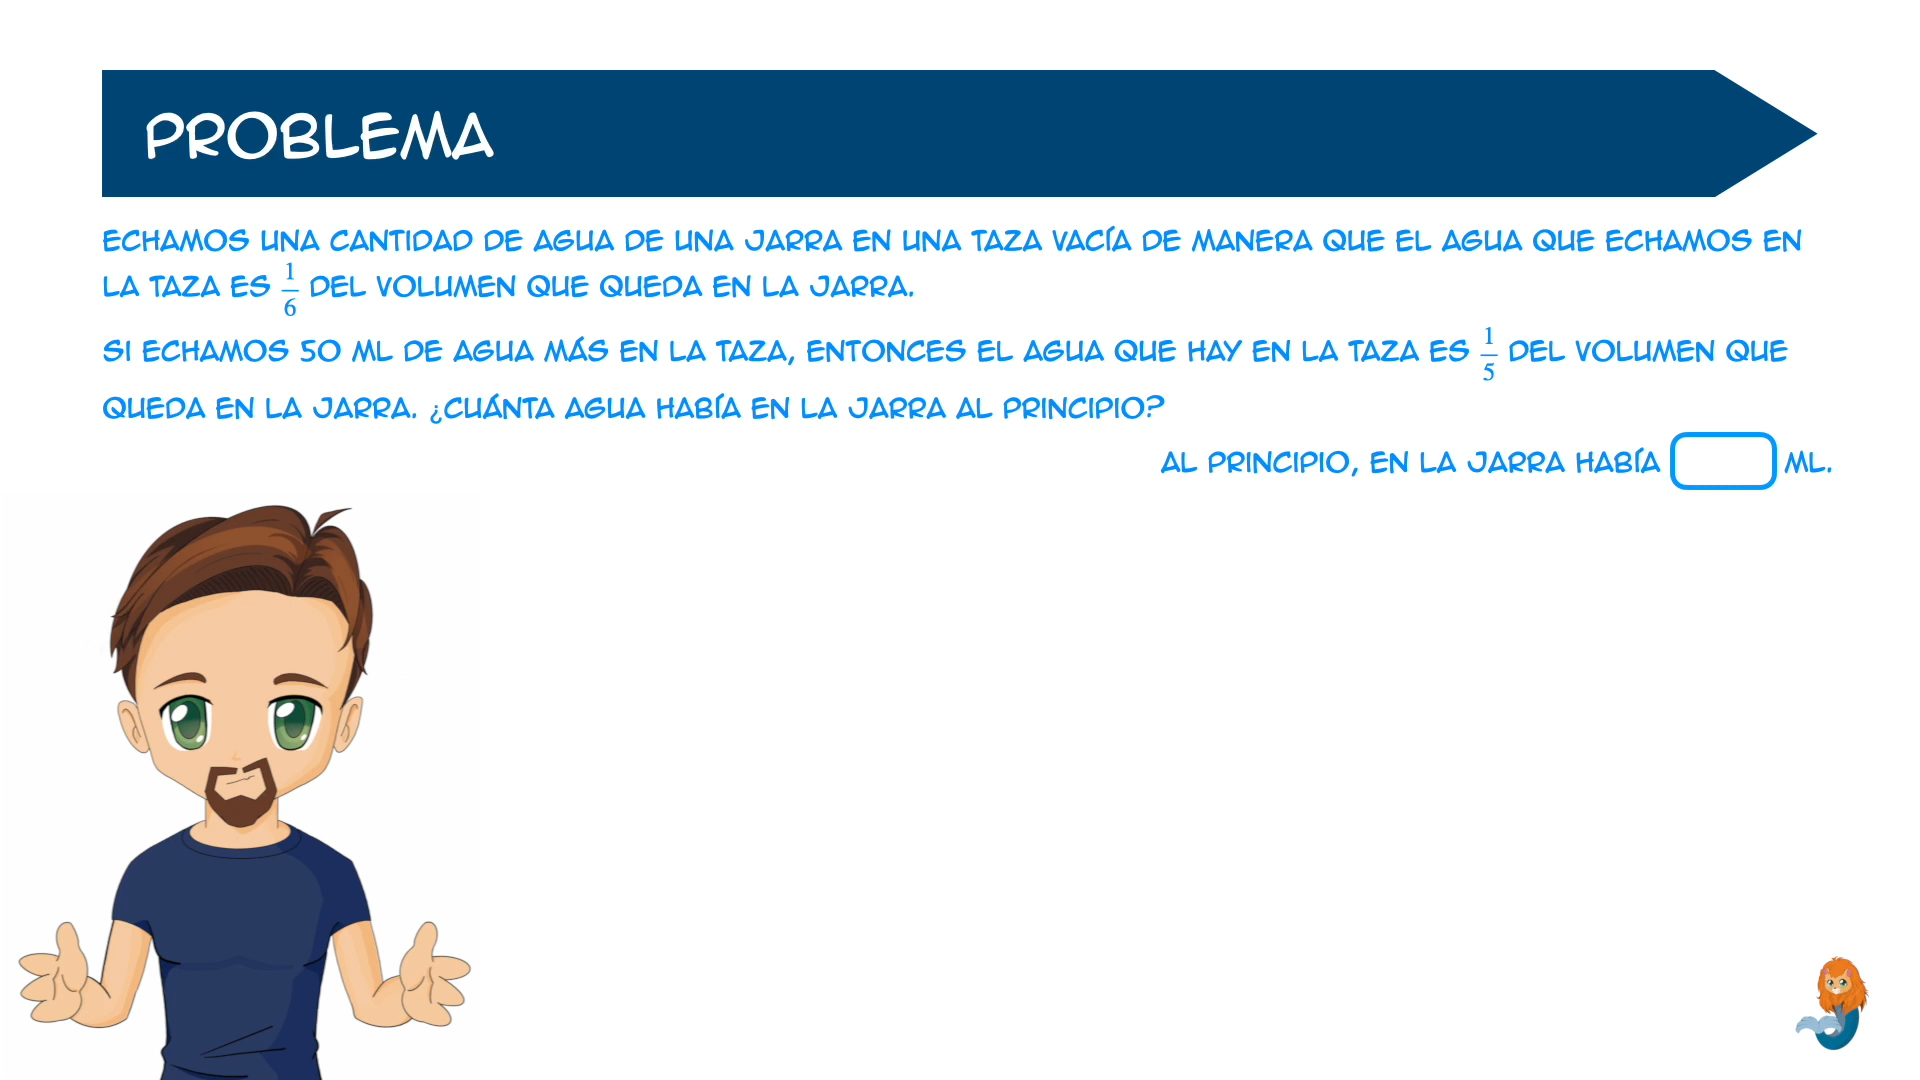 PROBLEMA
ECHAMOS UNA CANTIDAD DE AGUA DE UNA JARRA EN UNA TAZA VACÍA DE MANERA QUE EL AGUA QUE ECHAMOS EN
LA TAZA ES 1/6 DEL VOLUMEN QUE QUEDA EN LA JARRA.
SI ECHAMOS 50 ML DE AGUA MÁS EN LA TAZA, ENTONCES EL AGUA QUE HAY EN LA TAZA ES 1/5 DEL VOLUMEN QUE
QUEDA EN LA JARRA. ¿CUÁNTA AGUA HABÍA EN LA JARRA AL PRINCIPIO?
AL PRINCIPIO, EN LA JARRA HABÍA ML.